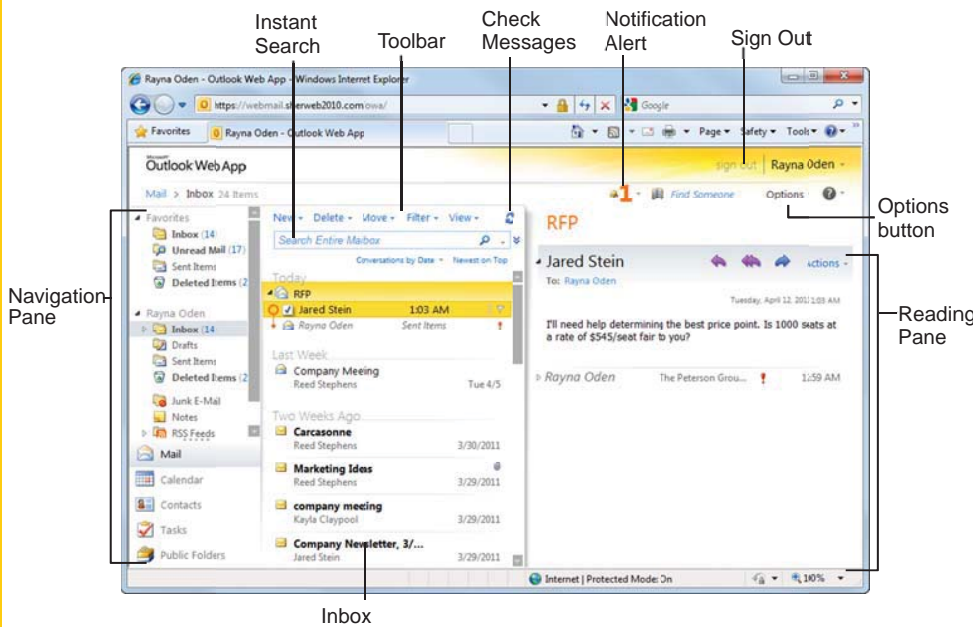 Instant
Search
Toolbar
Check
Messages
Notification
Alert
Sign Out
Rayna Oden - Outlook Web App - Windows Internet Explorer
https://webmail.sherweb2010.com/owa/
Google
Favorites
Rayna Oden - Outlook Web App
Page
Safety
Tools
Microsoft
Outlook Web App
sign out
Rayna Oden
Mail > Inbox 24 Items
1
Find Someone
Options
Options
button
Navigation
Pane
Favorites
Inbox (14)
Unread Mail (17)
Sent Items
Deleted Items (2
Rayna Oden
Inbox (14
Drafts
Sent Items
Deleted Items (2
Junk E-Mail
Notes
RSS Feeds
Mail
Calendar
Contacts
Tasks
Public Folders
New
Delete
Move
Filter
View
Search Entire Mailbox
Conversations by Date
Newest on Top
Today
RFP
Jared Stein 1:03 AM
Rayna Oden Sent Items
Last Week
Company Meeing
Reed Stephens Tue 4/5
Two Weeks Ago
Carcasonne
Reed Stephens 3/30/2011
Marketing Ideas
Reed Stephens 3/29/2011
company meeting
Kayla Claypool 3/29/2011
Company Newsletter, 3/...
Jared Stein 3/29/2011
RFP
Jared Stein
Actions
To: Rayna Oden
Tuesday, April 12, 2011 1:03 AM
I'll need help determining the best price point. Is 1000 seats at
a rate of $545/seat fair to you?
Rayna Oden The Peterson Grou... 12:59 AM
Reading
Pane
Internet | Protected Mode: On
100%
Inbox